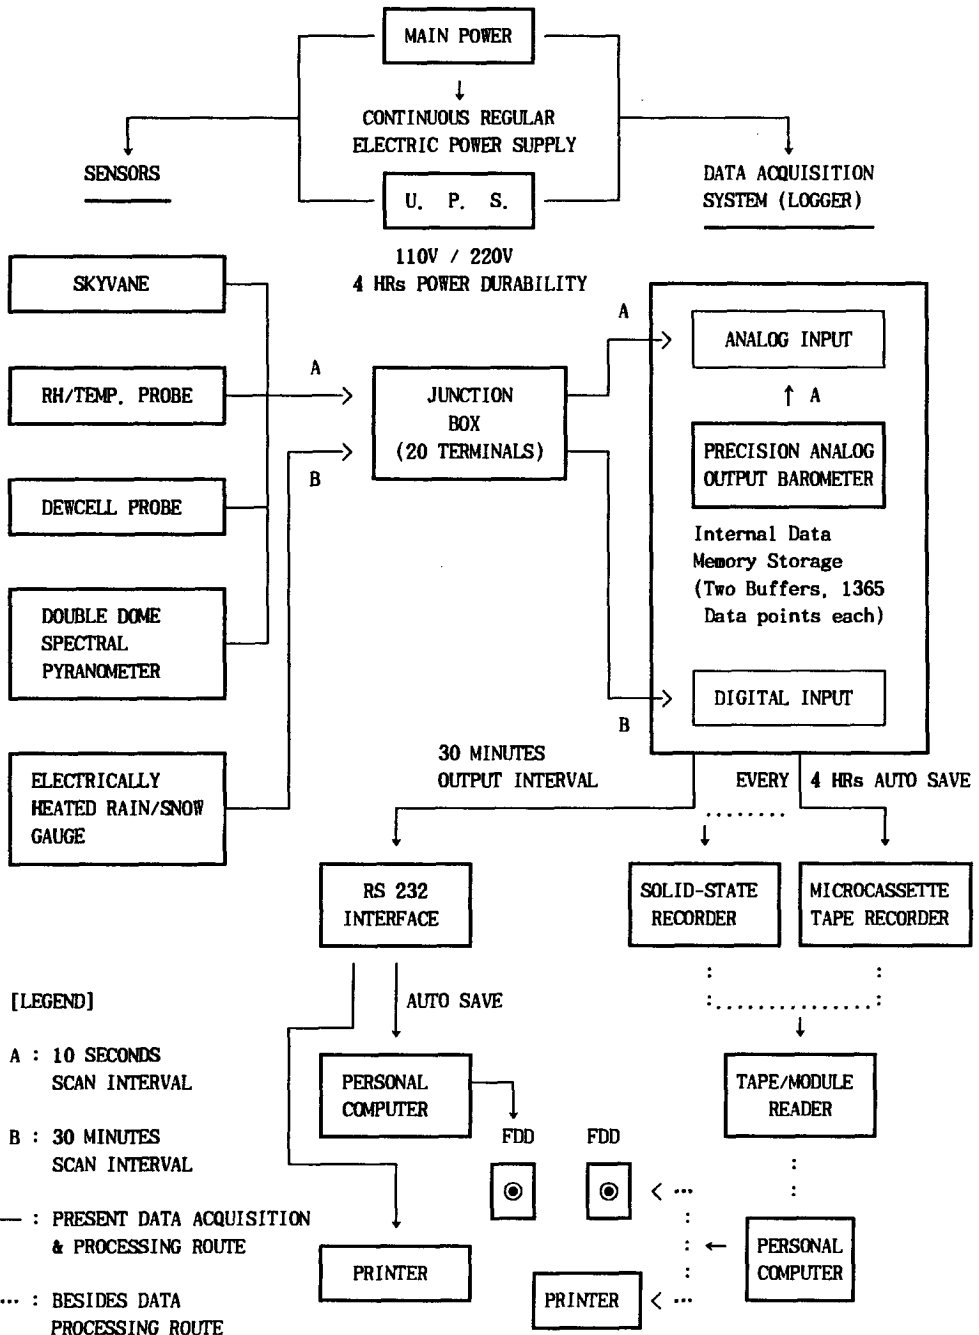 MAIN POWER
CONTINUOUS REGULAR
ELECTRIC POWER SUPPLY
SENSORS
DATA ACQUISITION
SYSTEM (LOGGER)
U. P. S.
110V / 220V
4 HRs POWER DURABILITY
SKYVANE
RH/TEMP. PROBE
DEWCELL PROBE
DOUBLE DOME
SPECTRAL
PYRANOMETER
ELECTRICALLY
HEATED RAIN/SNOW
GAUGE
A
B
JUNCTION
BOX
(20 TERMINALS)
A
B
ANALOG INPUT
A
PRECISION ANALOG
OUTPUT BAROMETER
Internal Data
Memory Storage
(Two Buffers, 1365
Data points each)
DIGITAL INPUT
30 MINUTES
OUTPUT INTERVAL
EVERY 4 HRs AUTO SAVE
RS 232
INTERFACE
SOLID-STATE
RECORDER
MICROCASSETTE
TAPE RECORDER
AUTO SAVE
PERSONAL
COMPUTER
TAPE/MODULE
READER
FDD
FDD
PRINTER
PERSONAL
COMPUTER
PRINTER
[LEGEND]
A : 10 SECONDS
SCAN INTERVAL
B : 30 MINUTES
SCAN INTERVAL
— : PRESENT DATA ACQUISITION
& PROCESSING ROUTE
… : BESIDES DATA
PROCESSING ROUTE